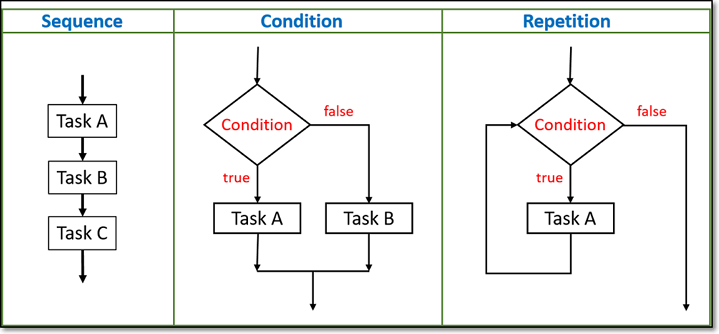 Sequence
Condition
Repetition
Task A
Task B
Task C
Condition
false
true
Task A
Task B
Condition
false
true
Task A